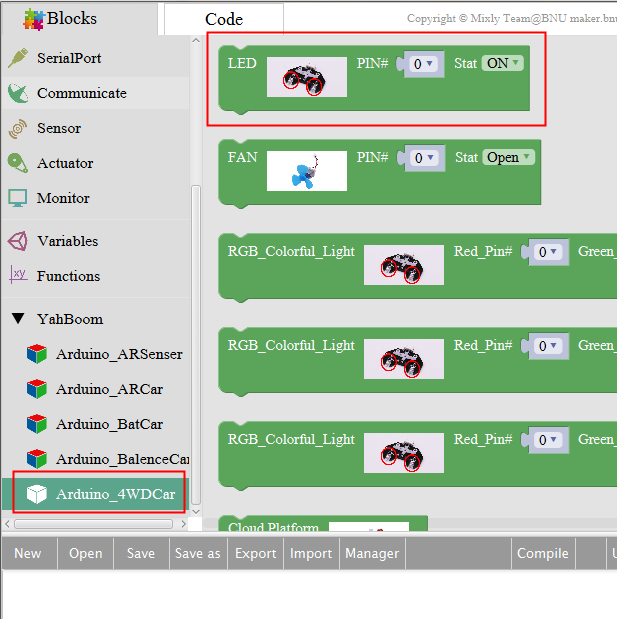 Blocks
Code
Copyright © Mixly Team@BNU maker.bnu
SerialPort
Communicate
Sensor
Actuator
Monitor
Variables
xy Functions
YahBoom
Arduino_ARSenser
Arduino_ARCar
Arduino_BatCar
Arduino_BalenceCar
Arduino_4WDCar
LED PIN# 0 Stat ON
FAN PIN# 0 Stat Open
RGB_Colorful_Light Red_Pin# 0 Green_
RGB_Colorful_Light Red_Pin# 0 Green_
RGB_Colorful_Light Red_Pin# 0 Green_
Cloud Platform
New Open Save Save as Export Import Manager Compile U